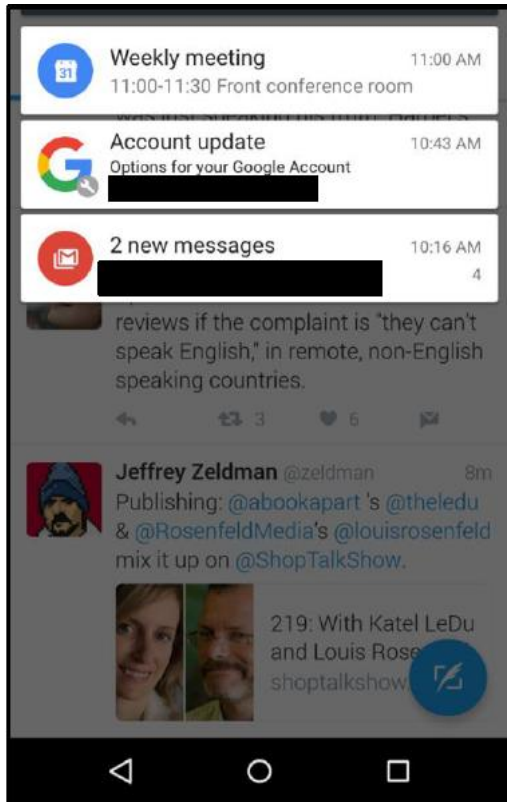 Weekly meeting 11:00 AM
31
11:00-11:30 Front conference room
Account update 10:43 AM
Options for your Google Account
2 new messages 10:16 AM
4
reviews if the complaint is "they can't
speak English," in remote, non-English
speaking countries.
3 6
Jeffrey Zeldman @zeldman 8m
Publishing: @abookapart 's @theledu
& @RosenfeldMedia's @louisrosenfeld
mix it up on @ShopTalkShow.
219: With Katel LeDu
and Louis Rose
shoptalkshow.